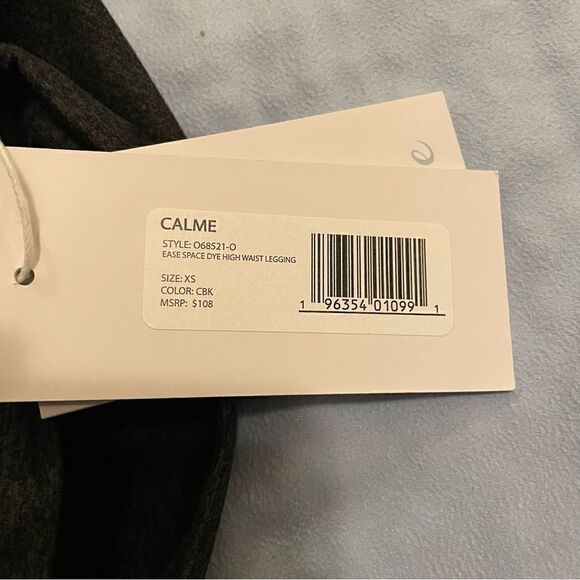 CALME
STYLE: O68521-O
EASE SPACE DYE HIGH WAIST LEGGING
SIZE: XS
COLOR: CBK
MSRP: $108
1 96354 01099 1
e